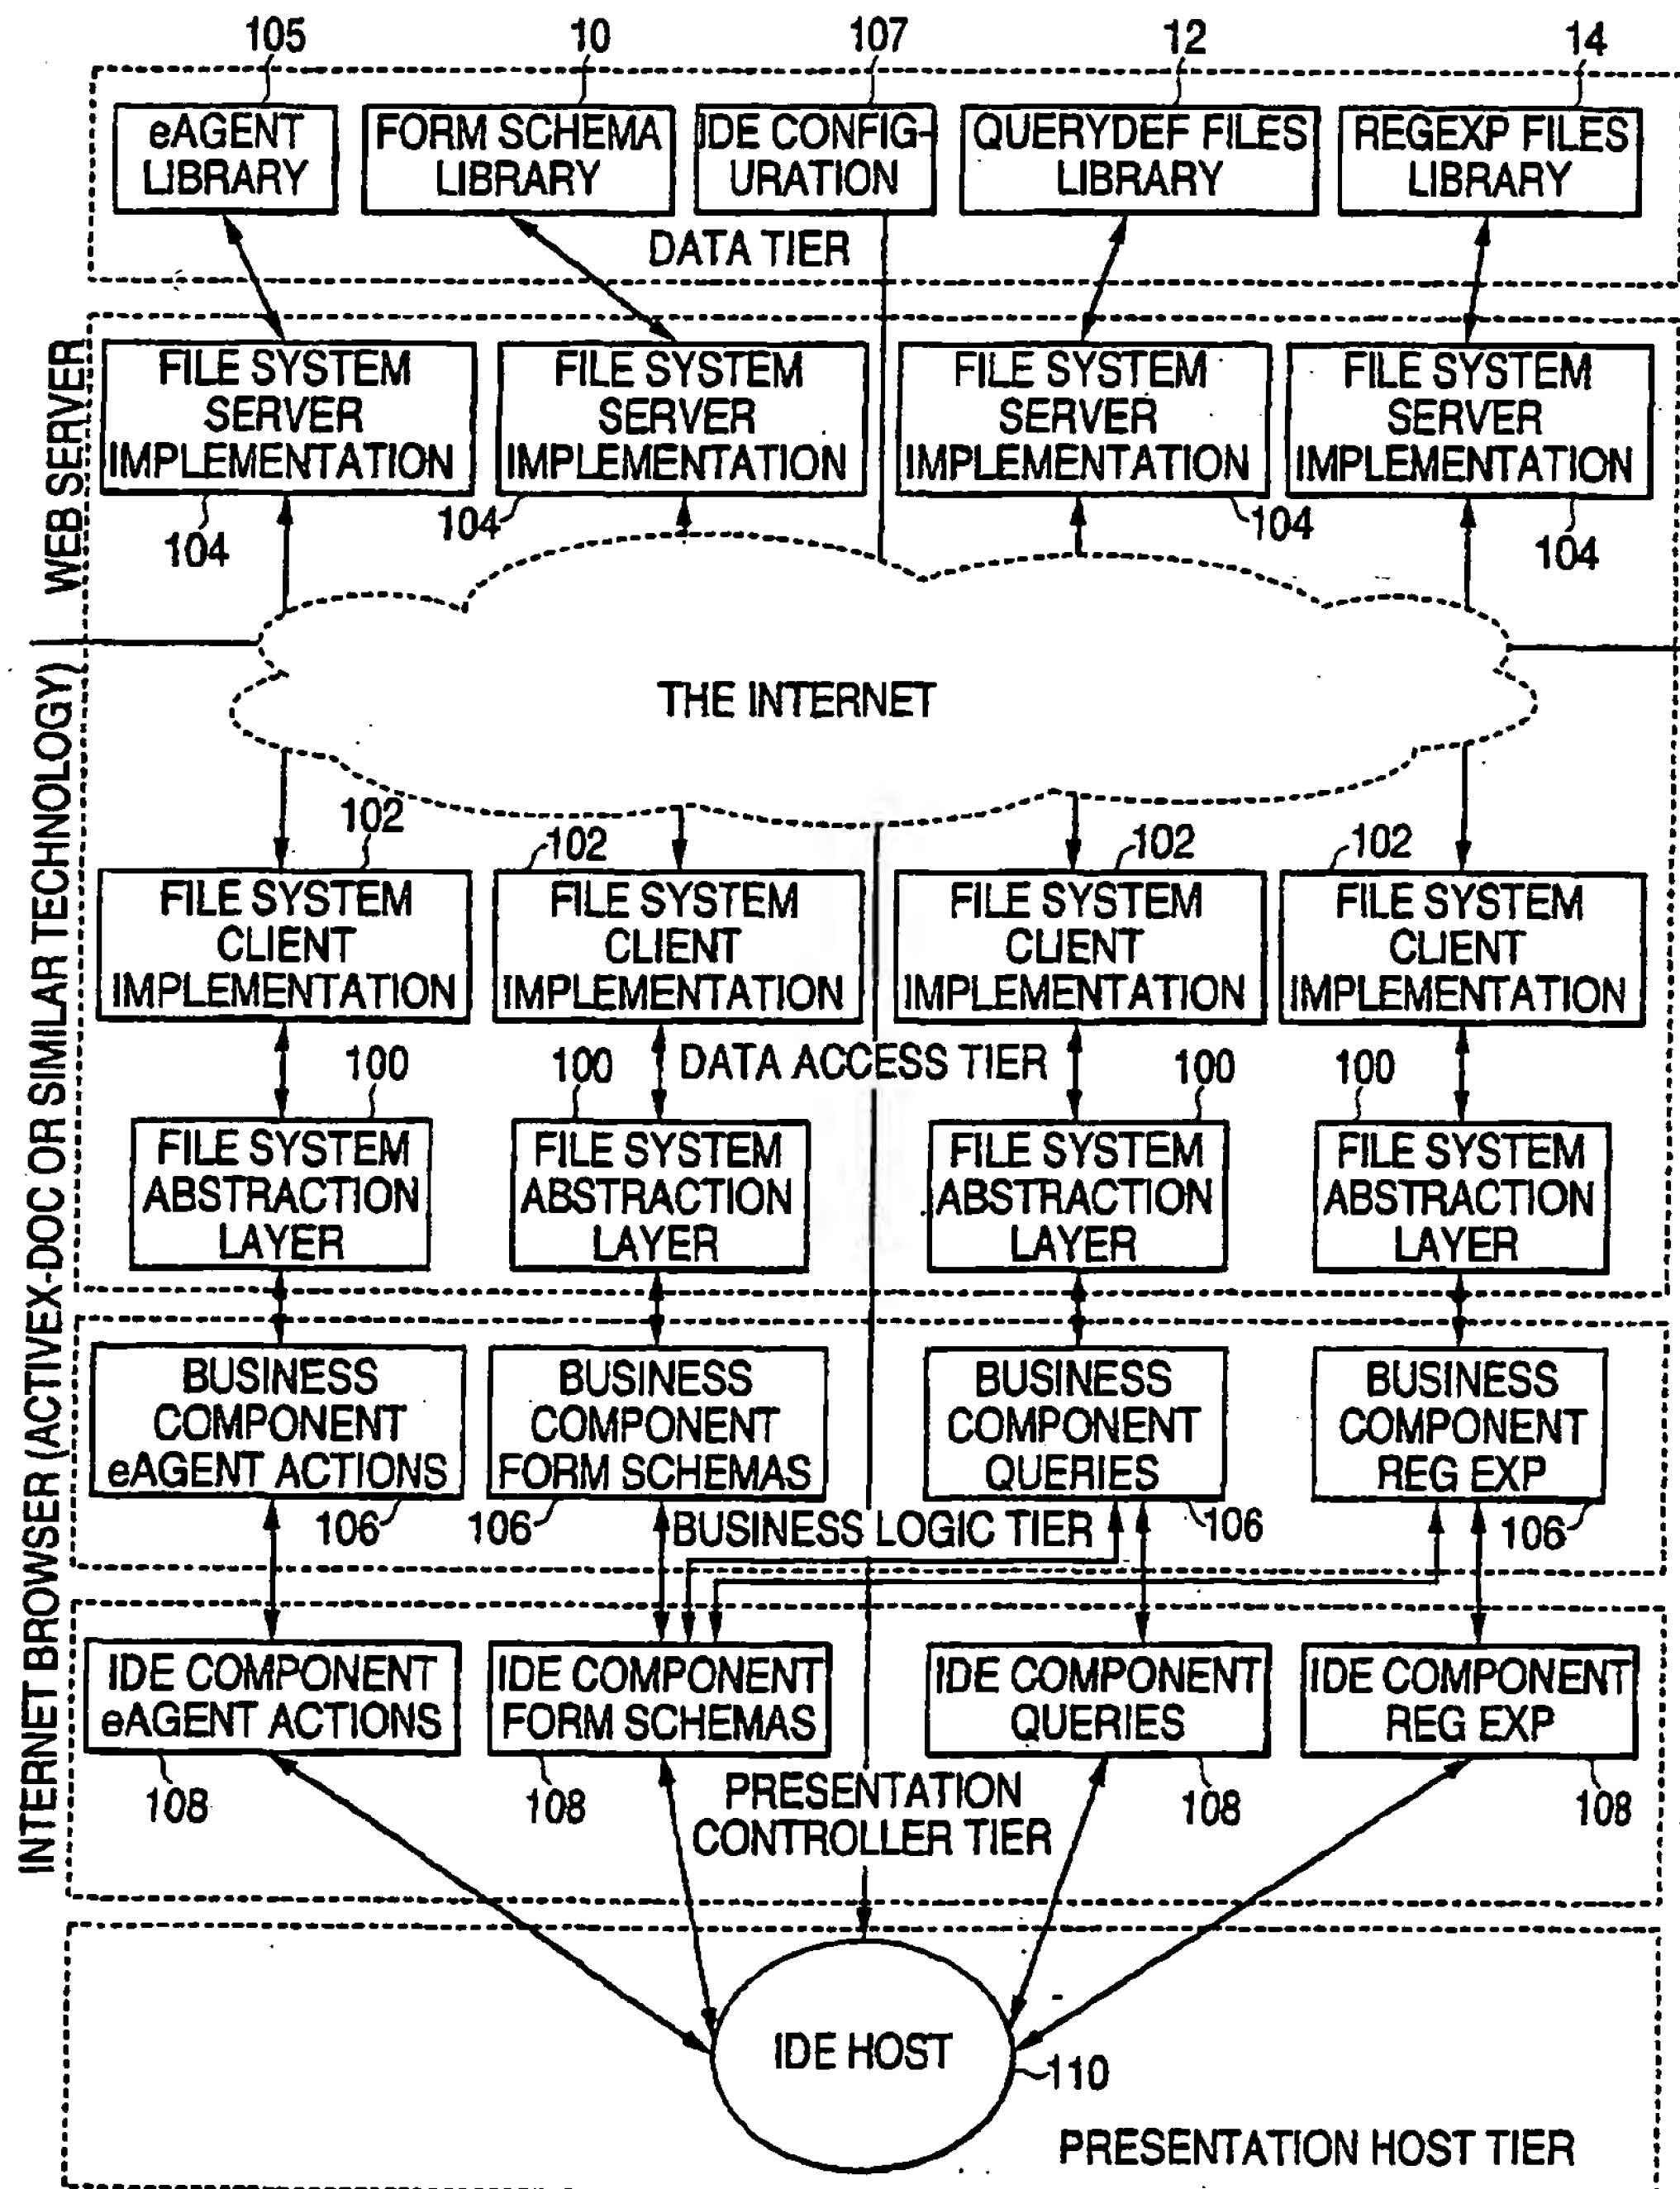 105
10
107
12
14
eAGENT
LIBRARY
FORM SCHEMA
LIBRARY
IDE CONFIG-
URATION
QUERYDEF FILES
LIBRARY
REGEXP FILES
LIBRARY
DATA TIER
WEB SERVER
FILE SYSTEM
SERVER
IMPLEMENTATION
FILE SYSTEM
SERVER
IMPLEMENTATION
FILE SYSTEM
SERVER
IMPLEMENTATION
FILE SYSTEM
SERVER
IMPLEMENTATION
104
104
104
104
THE INTERNET
INTERNET BROWSER (ACTIVEX-DOC OR SIMILAR TECHNOLOGY)
102
102
102
102
FILE SYSTEM
CLIENT
IMPLEMENTATION
FILE SYSTEM
CLIENT
IMPLEMENTATION
FILE SYSTEM
CLIENT
IMPLEMENTATION
FILE SYSTEM
CLIENT
IMPLEMENTATION
DATA ACCESS TIER
100
100
100
100
FILE SYSTEM
ABSTRACTION
LAYER
FILE SYSTEM
ABSTRACTION
LAYER
FILE SYSTEM
ABSTRACTION
LAYER
FILE SYSTEM
ABSTRACTION
LAYER
BUSINESS
COMPONENT
eAGENT ACTIONS
BUSINESS
COMPONENT
FORM SCHEMAS
BUSINESS
COMPONENT
QUERIES
BUSINESS
COMPONENT
REG EXP
106
106
BUSINESS LOGIC TIER
106
106
IDE COMPONENT
eAGENT ACTIONS
IDE COMPONENT
FORM SCHEMAS
IDE COMPONENT
QUERIES
IDE COMPONENT
REG EXP
108
108
PRESENTATION
CONTROLLER TIER
108
108
IDE HOST
110
PRESENTATION HOST TIER